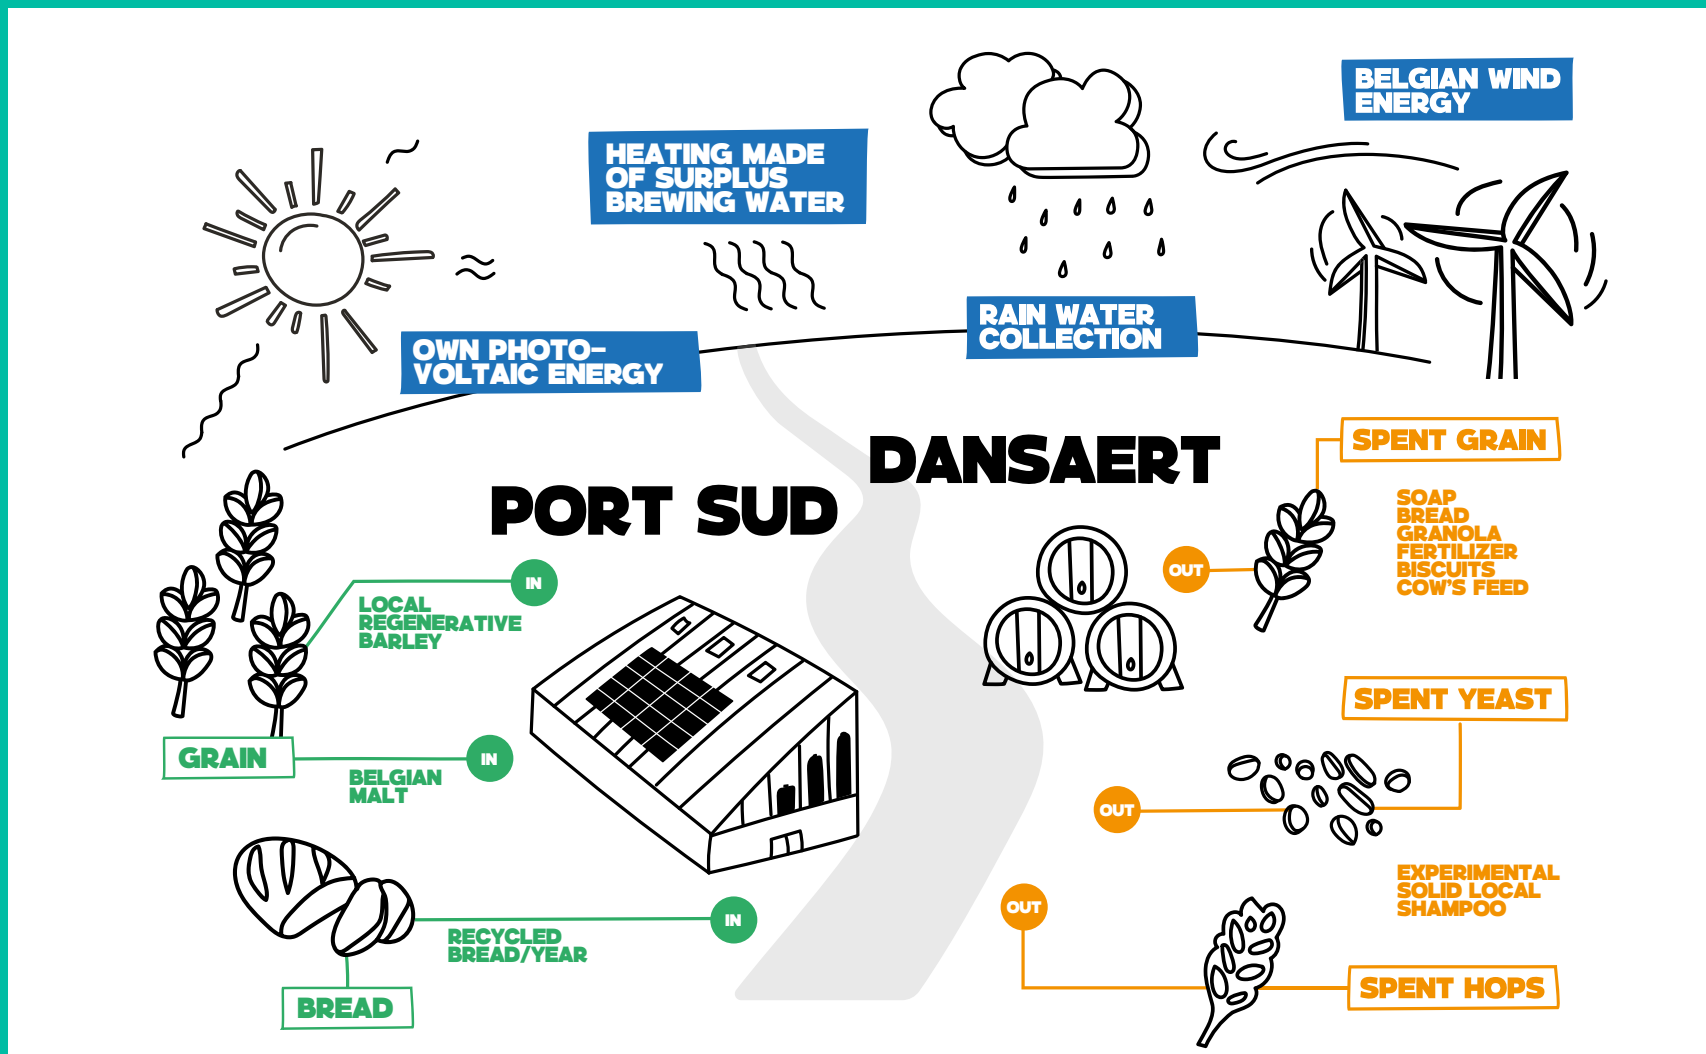 BELGIAN WIND
ENERGY
HEATING MADE
OF SURPLUS
BREWING WATER
RAIN WATER
COLLECTION
OWN PHOTO-
VOLTAIC ENERGY
DANSAERT
PORT SUD
SPENT GRAIN
SOAP
BREAD
GRANOLA
FERTILIZER
BISCUITS
COW'S FEED
OUT
IN
LOCAL
REGENERATIVE
BARLEY
GRAIN
IN
BELGIAN
MALT
SPENT YEAST
OUT
EXPERIMENTAL
SOLID LOCAL
SHAMPOO
OUT
IN
RECYCLED
BREAD/YEAR
BREAD
SPENT HOPS